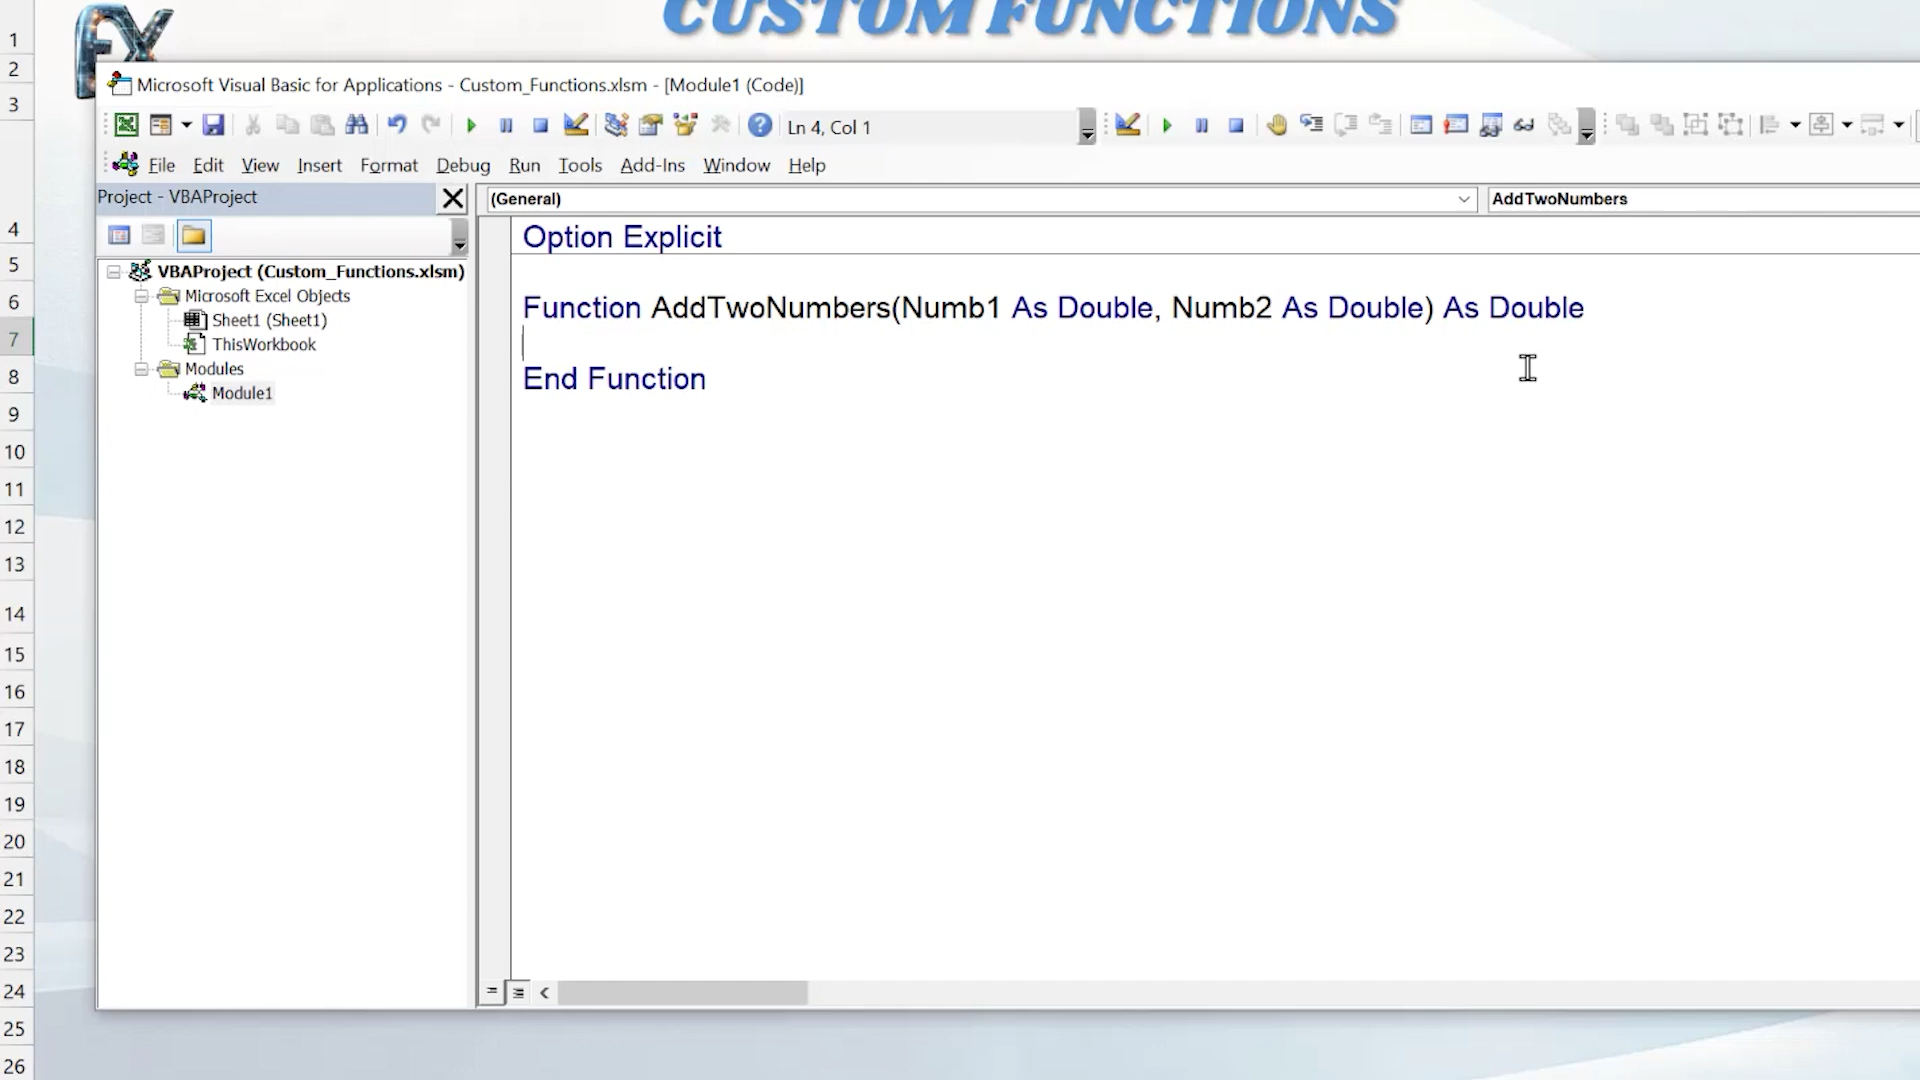 CUSTOM FUNCTIONS
FX
Microsoft Visual Basic for Applications - Custom_Functions.xlsm - [Module1 (Code)]
Ln 4, Col 1
File Edit View Insert Format Debug Run Tools Add-Ins Window Help
Project - VBAProject
(General)
AddTwoNumbers
VBAProject (Custom_Functions.xlsm)
Microsoft Excel Objects
Sheet1 (Sheet1)
ThisWorkbook
Modules
Module1
Option Explicit
Function AddTwoNumbers(Numb1 As Double, Numb2 As Double) As Double
End Function
1
2
3
4
5
6
7
8
9
10
11
12
13
14
15
16
17
18
19
20
21
22
23
24
25
26